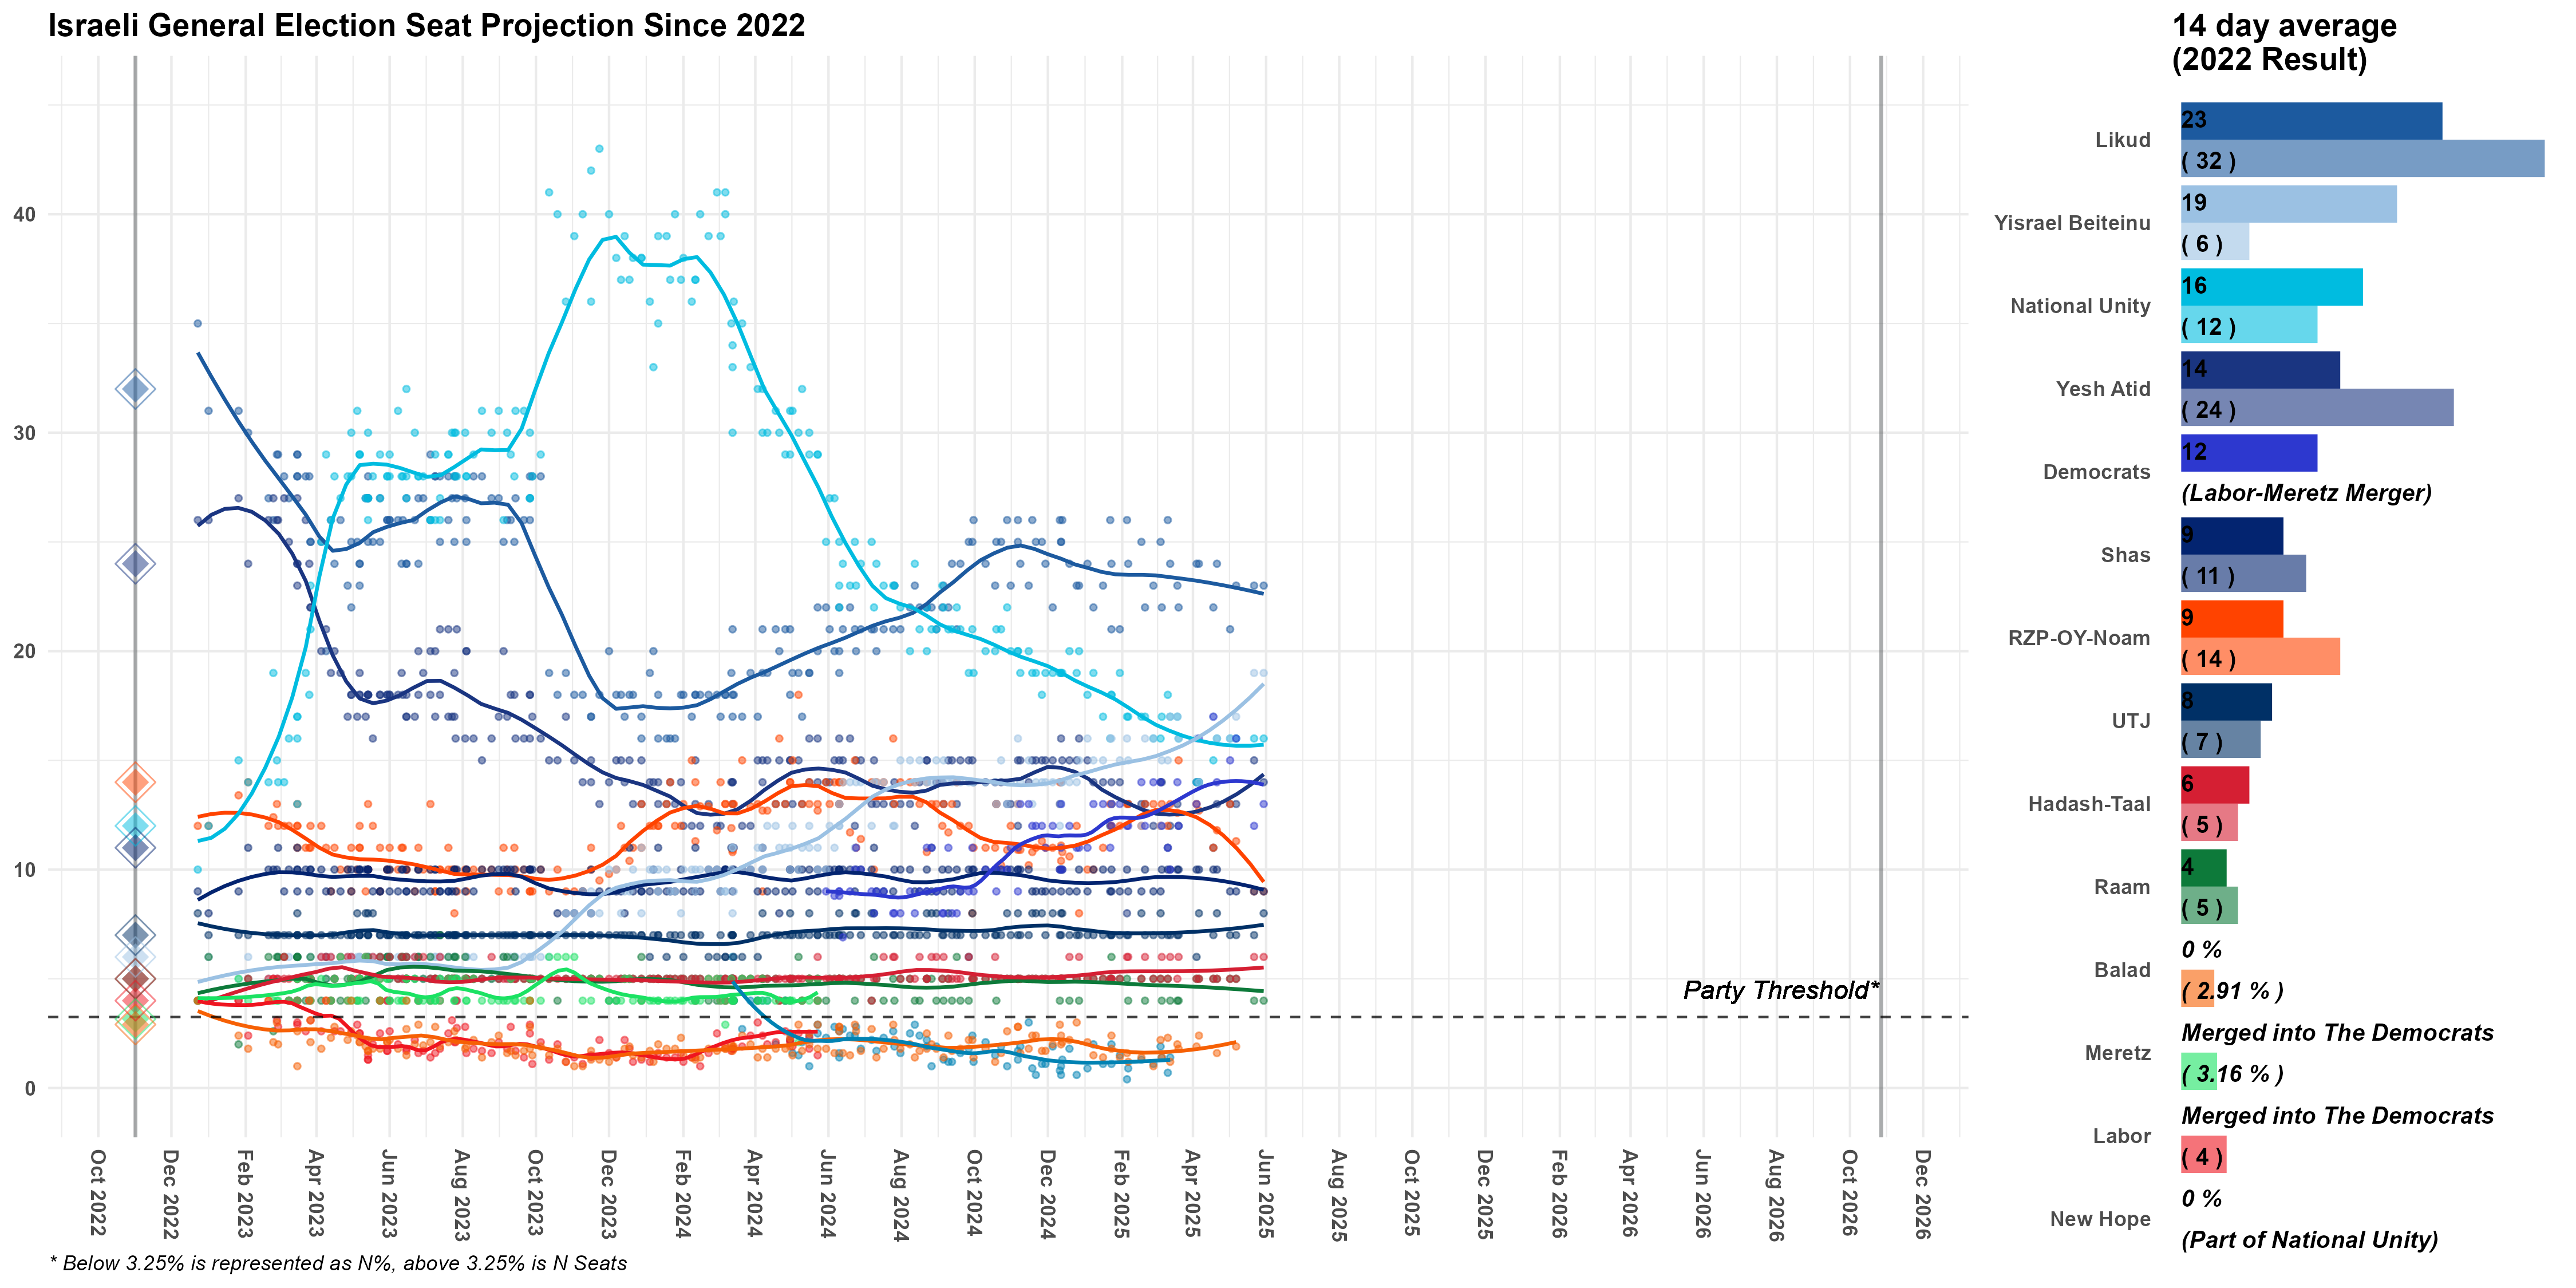 Israeli General Election Seat Projection Since 2022
40
30
20
10
0
Party Threshold*
Oct 2022
Dec 2022
Feb 2023
Apr 2023
Jun 2023
Aug 2023
Oct 2023
Dec 2023
Feb 2024
Apr 2024
Jun 2024
Aug 2024
Oct 2024
Dec 2024
Feb 2025
Apr 2025
Jun 2025
Aug 2025
Oct 2025
Dec 2025
Feb 2026
Apr 2026
Jun 2026
Aug 2026
Oct 2026
Dec 2026
* Below 3.25% is represented as N%, above 3.25% is N Seats
14 day average
(2022 Result)
Likud
23
( 32 )
Yisrael Beiteinu
19
( 6 )
National Unity
16
( 12 )
Yesh Atid
14
( 24 )
Democrats
12
(Labor-Meretz Merger)
Shas
9
( 11 )
RZP-OY-Noam
9
( 14 )
UTJ
8
( 7 )
Hadash-Taal
6
( 5 )
Raam
4
( 5 )
Balad
0 %
( 2.91 % )
Meretz
Merged into The Democrats
( 3.16 % )
Labor
Merged into The Democrats
( 4 )
New Hope
0 %
(Part of National Unity)